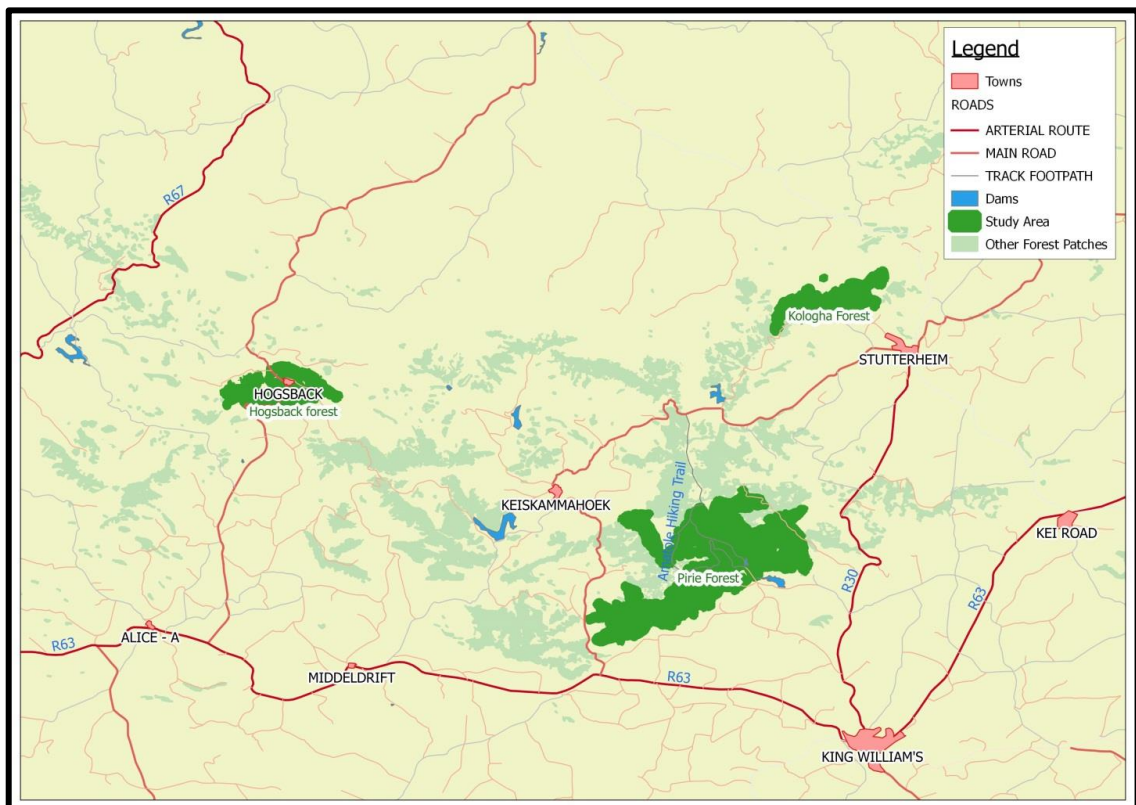 Legend
Towns
ROADS
ARTERIAL ROUTE
MAIN ROAD
TRACK FOOTPATH
Dams
Study Area
Other Forest Patches
R67
Kologha Forest
STUTTERHEIM
HOGSBACK
Hogsback forest
KEISKAMMAHOEK
Hiking Trail
KEI ROAD
Pirie Forest
R30
R63
ALICE - A
R63
MIDDELDRIFT
R63
KING WILLIAM'S